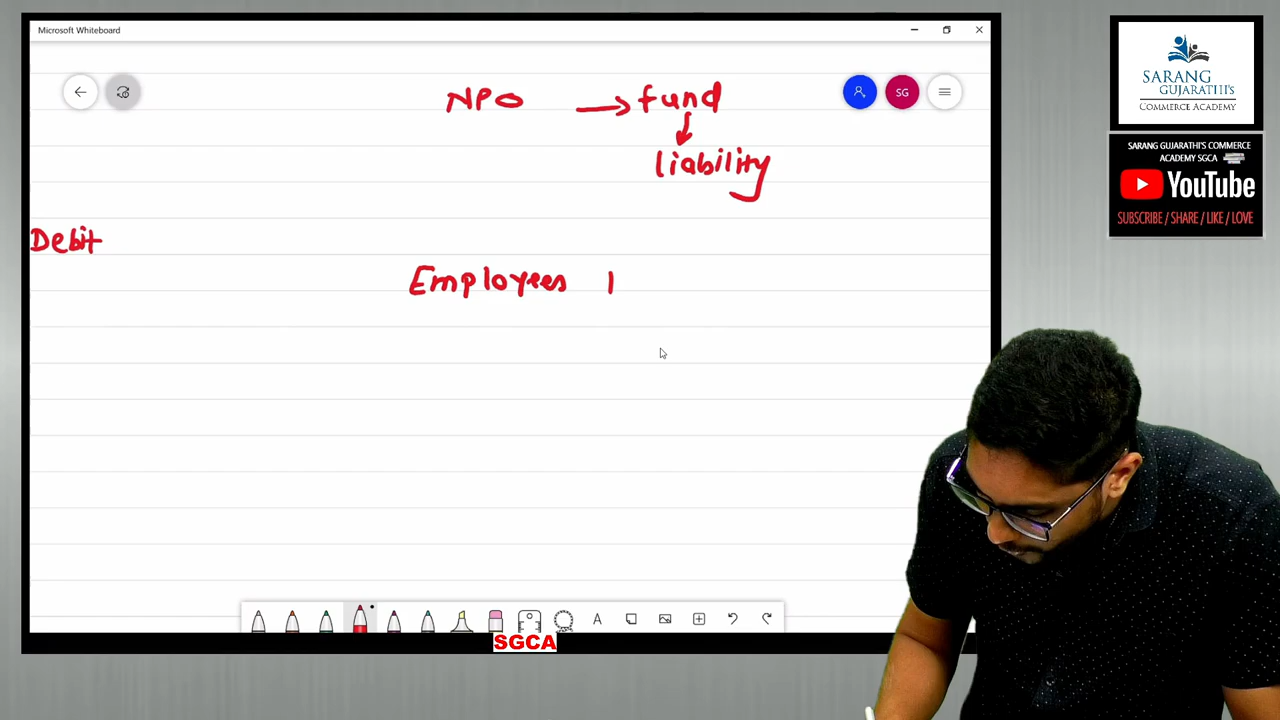 Microsoft Whiteboard
NPO → fund
↓
liability
Debit
Employees
SG
A
SGCA
SARANG
GUJARATHI'S
COMMERCE ACADEMY
SARANG GUJARATHI'S COMMERCE
ACADEMY SGCA
YouTube
SUBSCRIBE / SHARE / LIKE / LOVE